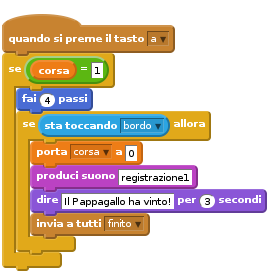 quando si preme il tasto a
se corsa = 1
fai 4 passi
se sta toccando bordo allora
porta corsa a 0
produci suono registrazione1
dire Il Pappagallo ha vinto! per 3 secondi
invia a tutti finito